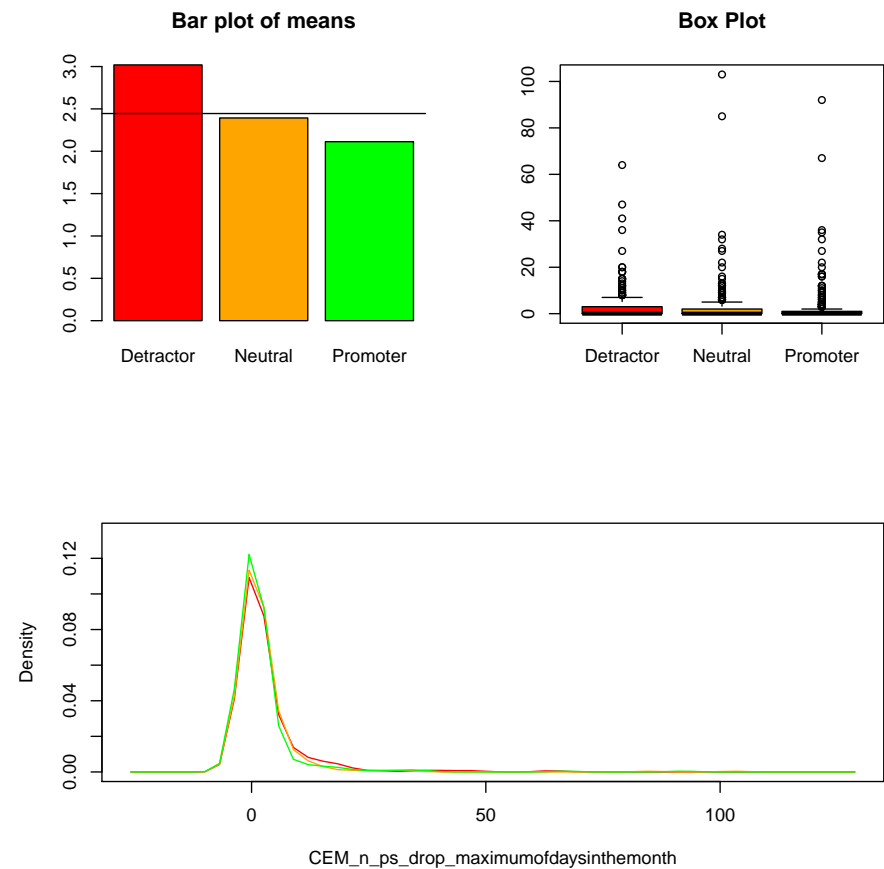 Bar plot of means
3.0
2.5
2.0
1.5
1.0
0.5
0.0
Detractor Neutral Promoter
Box Plot
100
80
60
40
20
0
Detractor Neutral Promoter
Density
0.12
0.08
0.04
0.00
0 50 100
CEM_n_ps_drop_maximumofdaysinthemonth